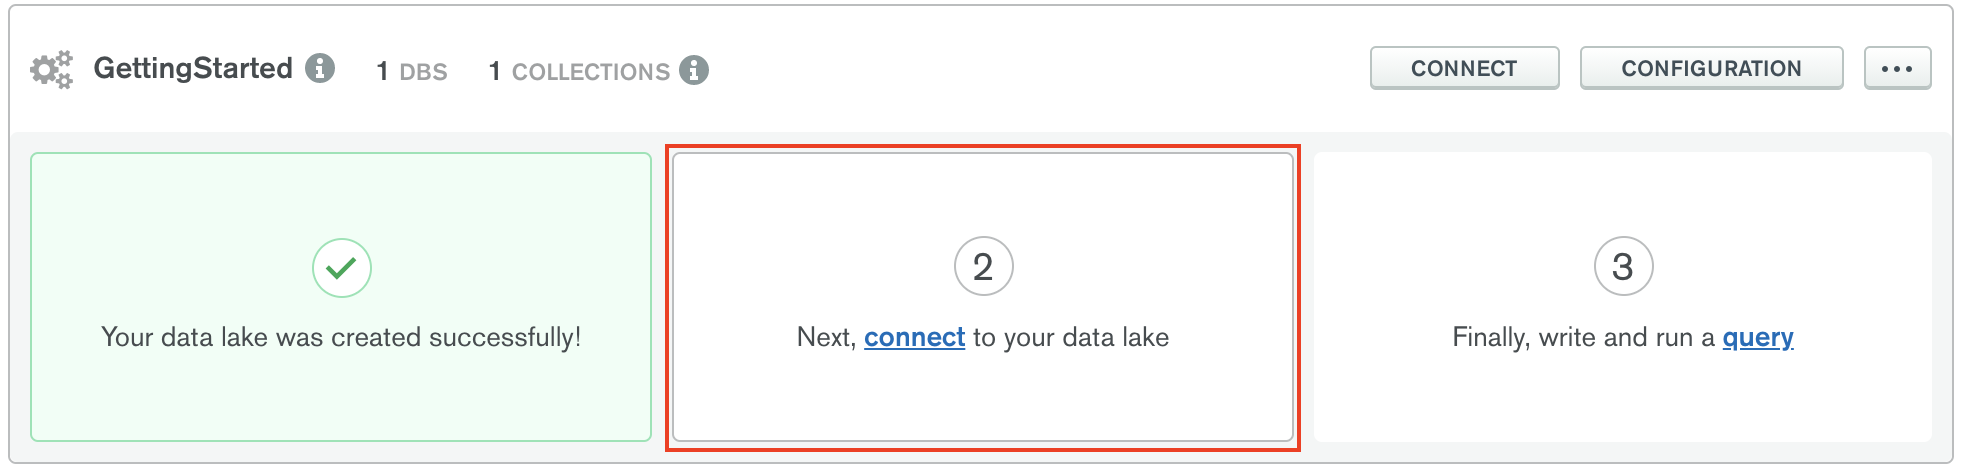 GettingStarted 1 DBS 1 COLLECTIONS CONNECT CONFIGURATION ...
Your data lake was created successfully!
2
Next, connect to your data lake
3
Finally, write and run a query